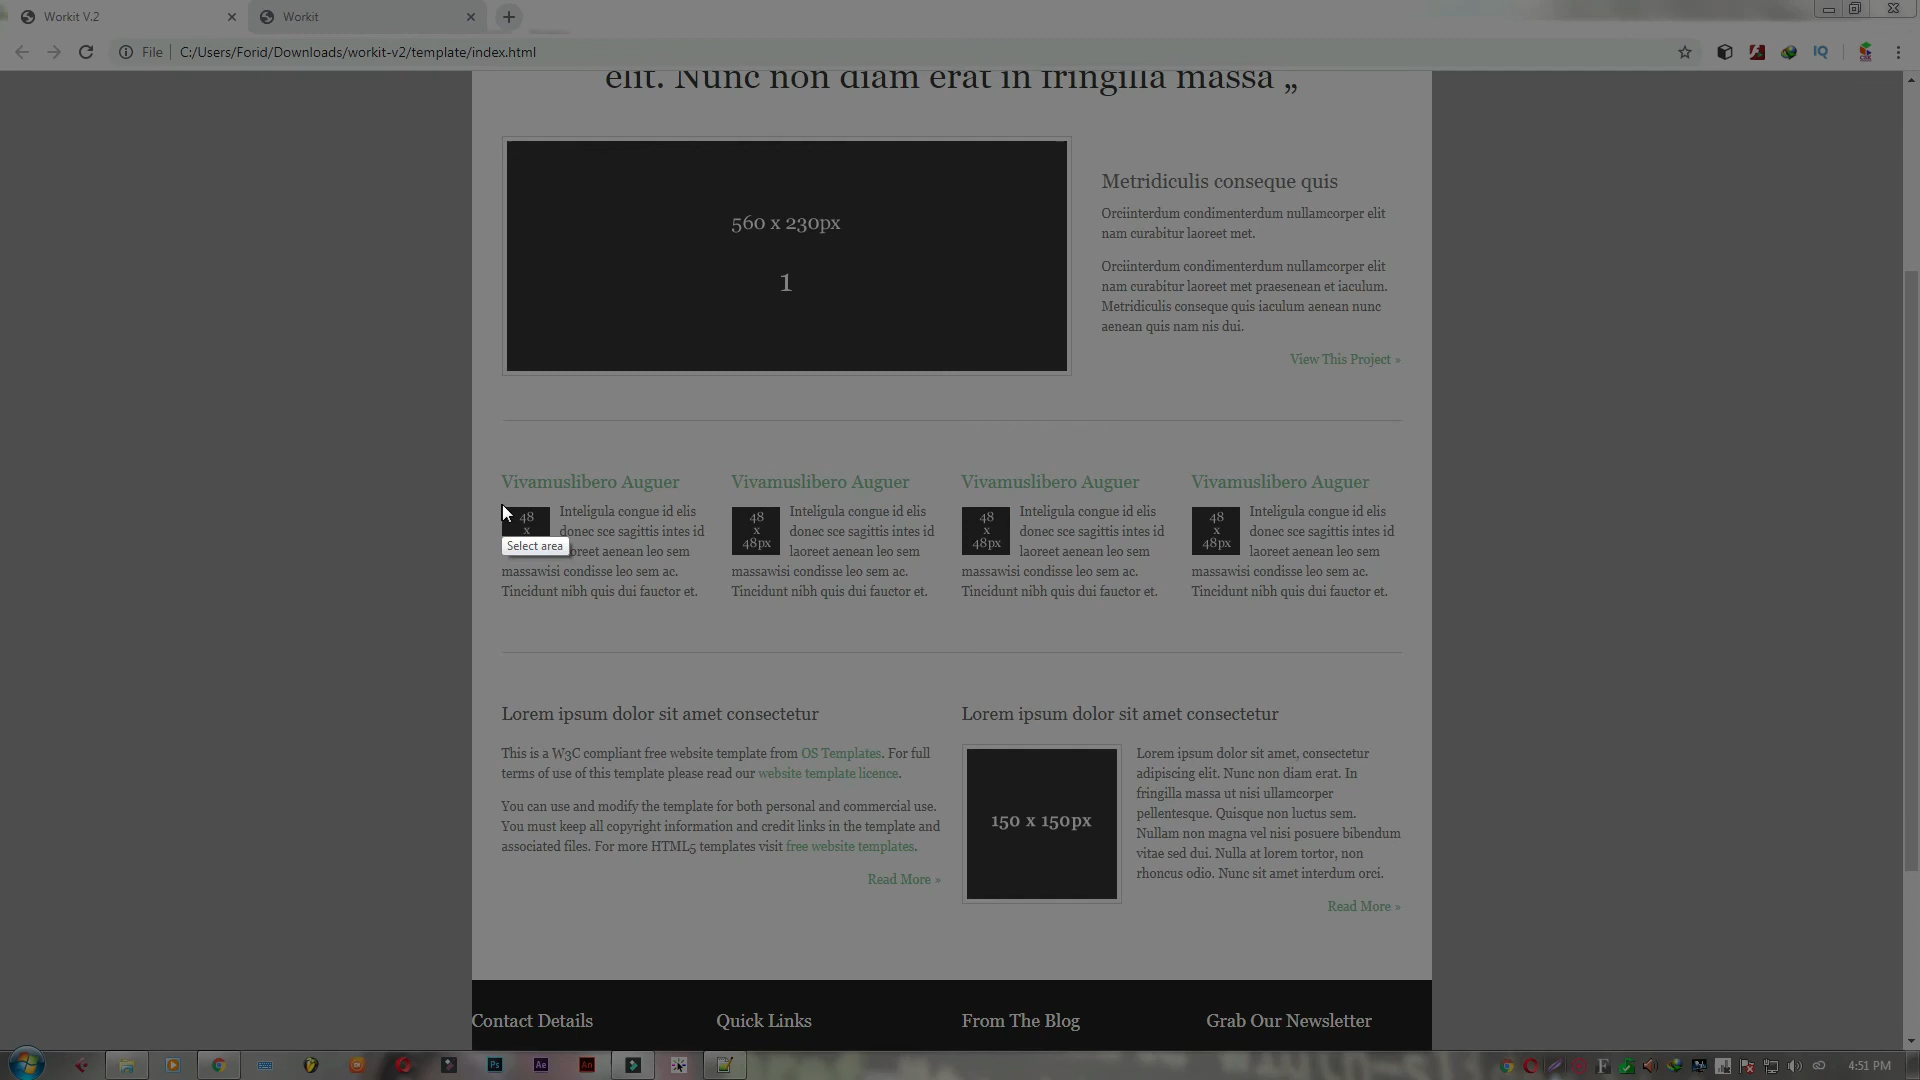 Workit V.2
Workit
File
C:/Users/Forid/Downloads/workit-v2/template/index.html
IQ
elit. Nunc non diam erat in fringilla massa „
560 x 230px
1
Metridiculis conseque quis
Orciinterdum condimenterdum nullamcorper elit
nam curabitur laoreet met.
Orciinterdum condimenterdum nullamcorper elit
nam curabitur laoreet met praesenean et iaculum.
Metridiculis conseque quis iaculum aenean nunc
aenean quis nam nis dui.
View This Project »
Vivamuslibero Auguer
48
x
Select area
Inteligula congue id elis
donec sce sagittis intes id
laoreet aenean leo sem
massawisi condisse leo sem ac.
Tincidunt nibh quis dui fauctor et.
Vivamuslibero Auguer
48
x
48px
Inteligula congue id elis
donec sce sagittis intes id
laoreet aenean leo sem
massawisi condisse leo sem ac.
Tincidunt nibh quis dui fauctor et.
Vivamuslibero Auguer
48
x
48px
Inteligula congue id elis
donec sce sagittis intes id
laoreet aenean leo sem
massawisi condisse leo sem ac.
Tincidunt nibh quis dui fauctor et.
Vivamuslibero Auguer
48
x
48px
Inteligula congue id elis
donec sce sagittis intes id
laoreet aenean leo sem
massawisi condisse leo sem ac.
Tincidunt nibh quis dui fauctor et.
Lorem ipsum dolor sit amet consectetur
This is a W3C compliant free website template from OS Templates. For full
terms of use of this template please read our website template licence.
You can use and modify the template for both personal and commercial use.
You must keep all copyright information and credit links in the template and
associated files. For more HTML5 templates visit free website templates.
Read More »
Lorem ipsum dolor sit amet consectetur
150 x 150px
Lorem ipsum dolor sit amet, consectetur
adipiscing elit. Nunc non diam erat. In
fringilla massa ut nisi ullamcorper
pellentesque. Quisque non luctus sem.
Nullam non magna vel nisi posuere bibendum
vitae sed dui. Nulla at lorem tortor, non
rhoncus odio. Nunc sit amet interdum orci.
Read More »
Contact Details
Quick Links
From The Blog
Grab Our Newsletter
Ps
Ae
An
4:51 PM